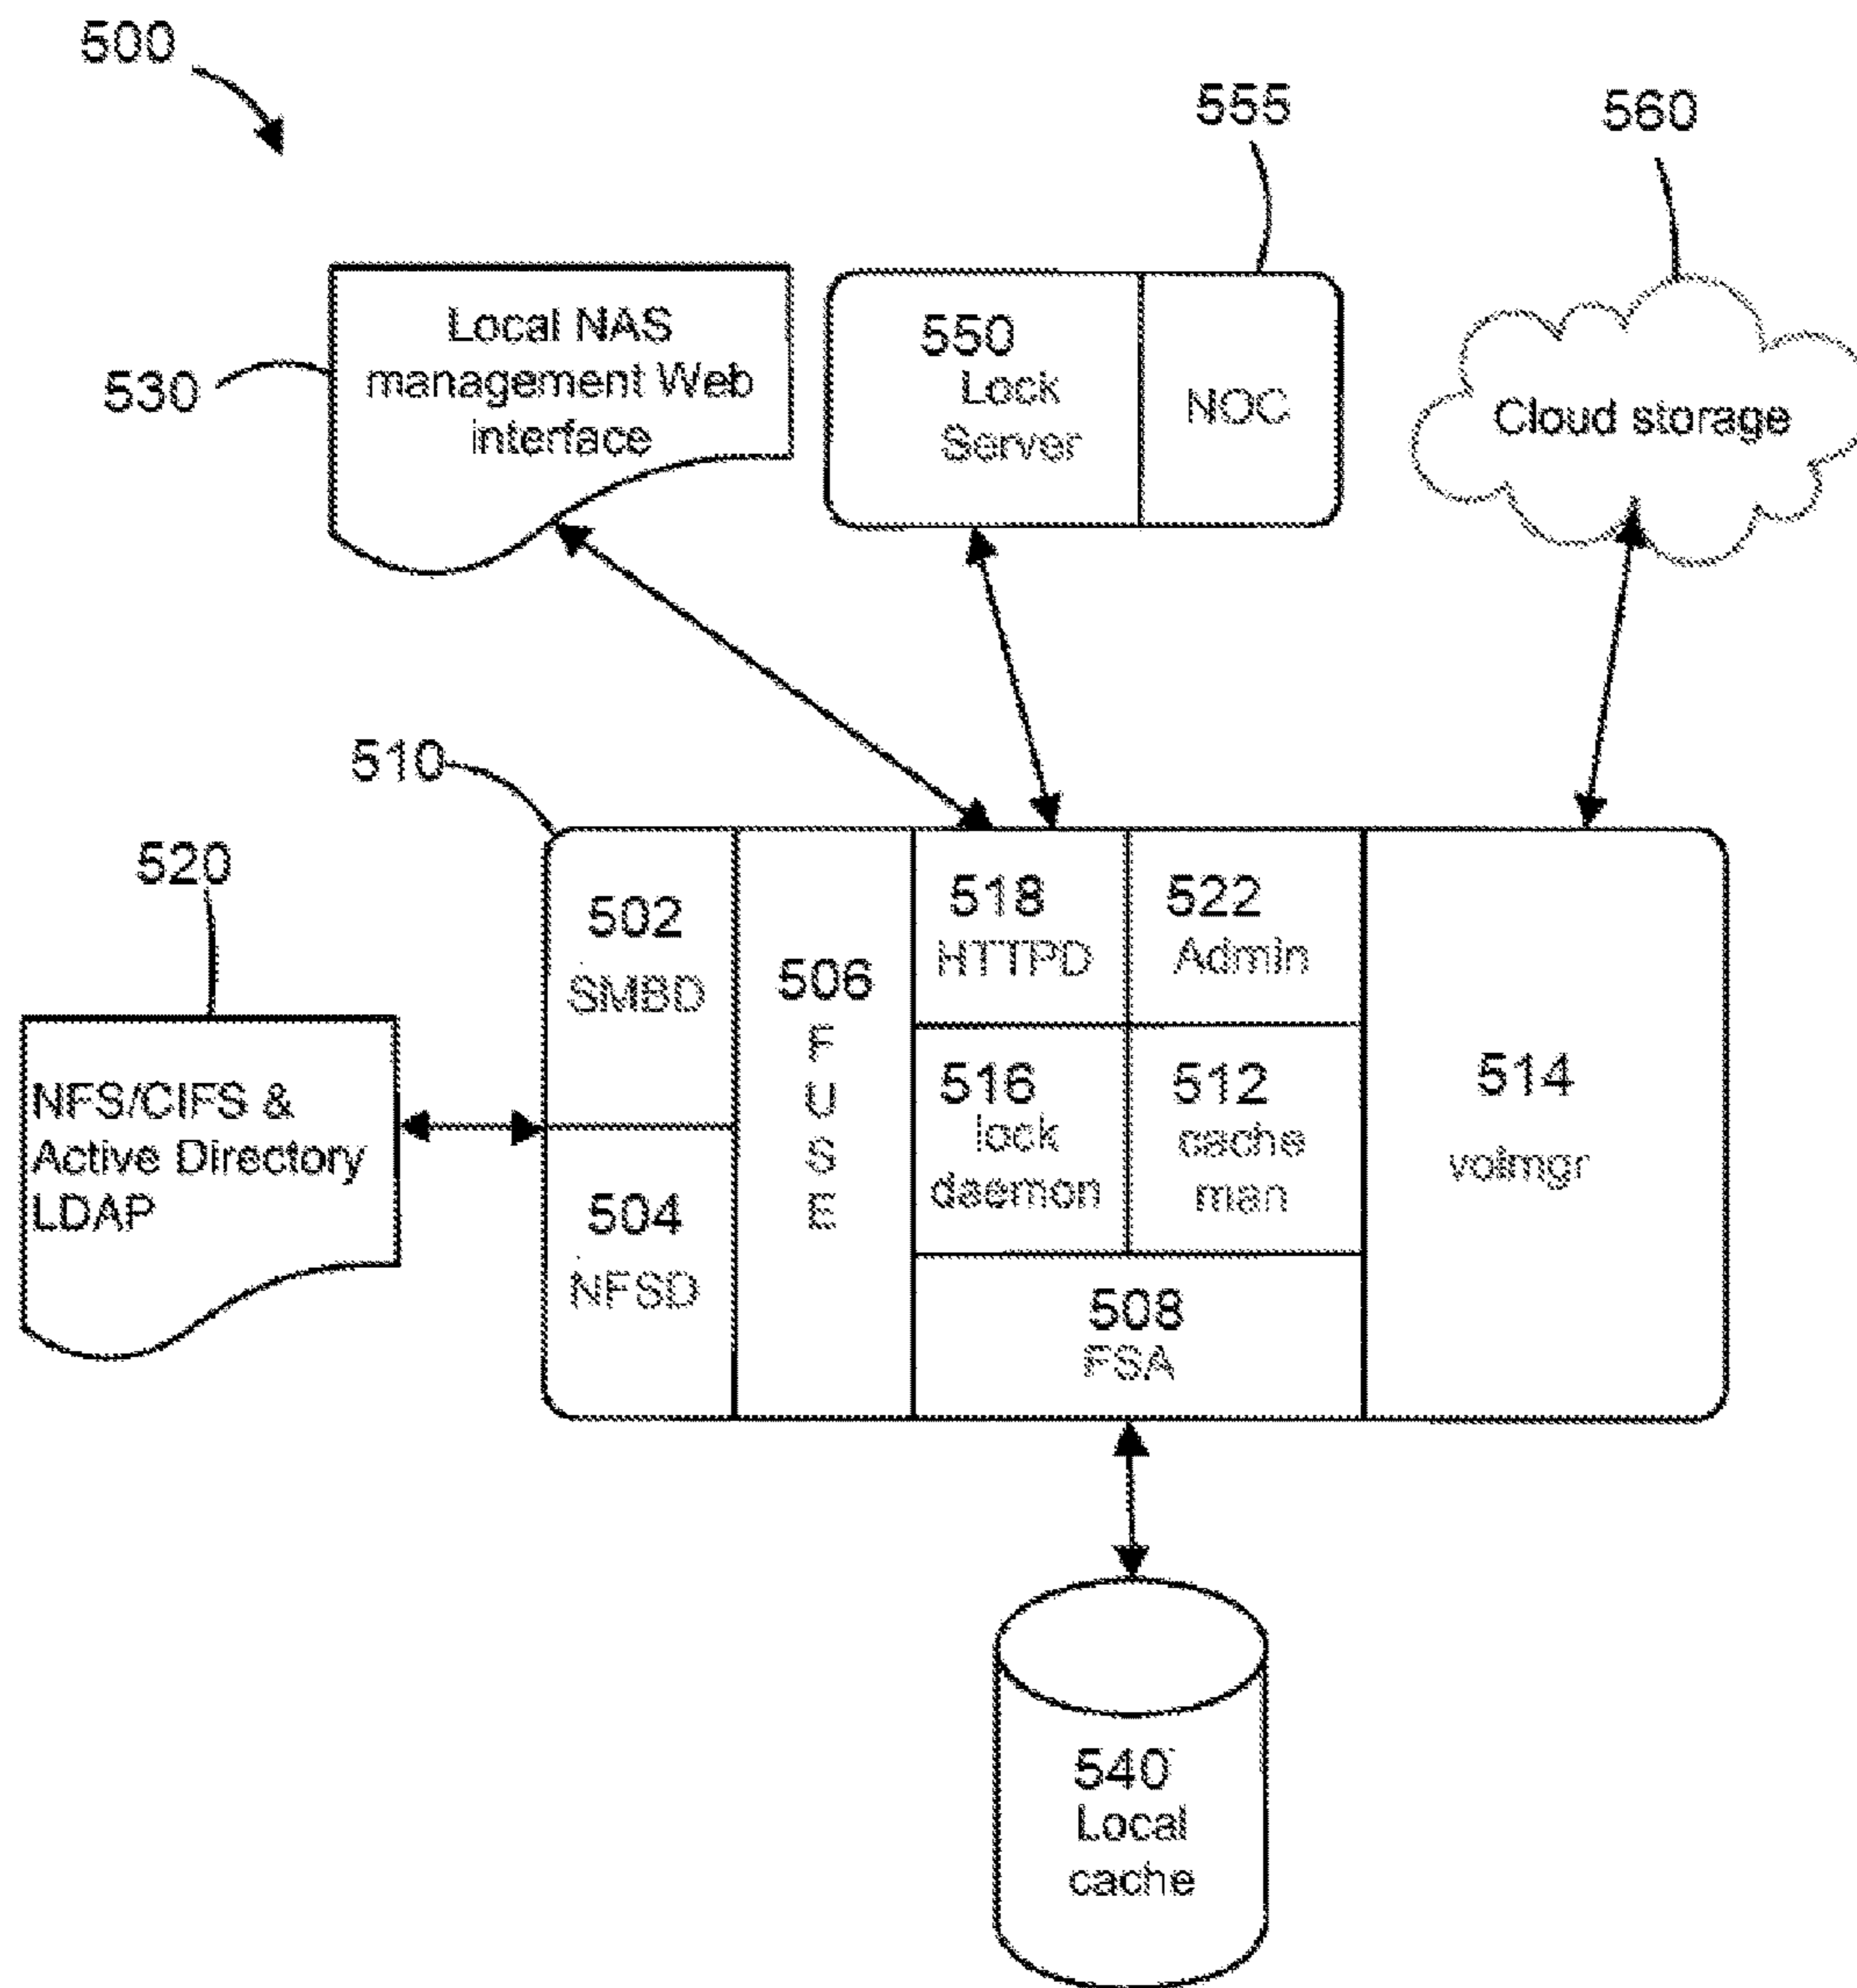 500
555
560
Local NAS
management Web
interface
530
550
Lock
Server
NOC
Cloud storage
510
520
502
SMBD
504
NFSD
506
F
U
S
E
518
HTTPD
522
Admin
516
lock
daemon
512
cache
man
508
FSA
514
volmgr
NFS/CIFS &
Active Directory
LDAP
540
Local
cache